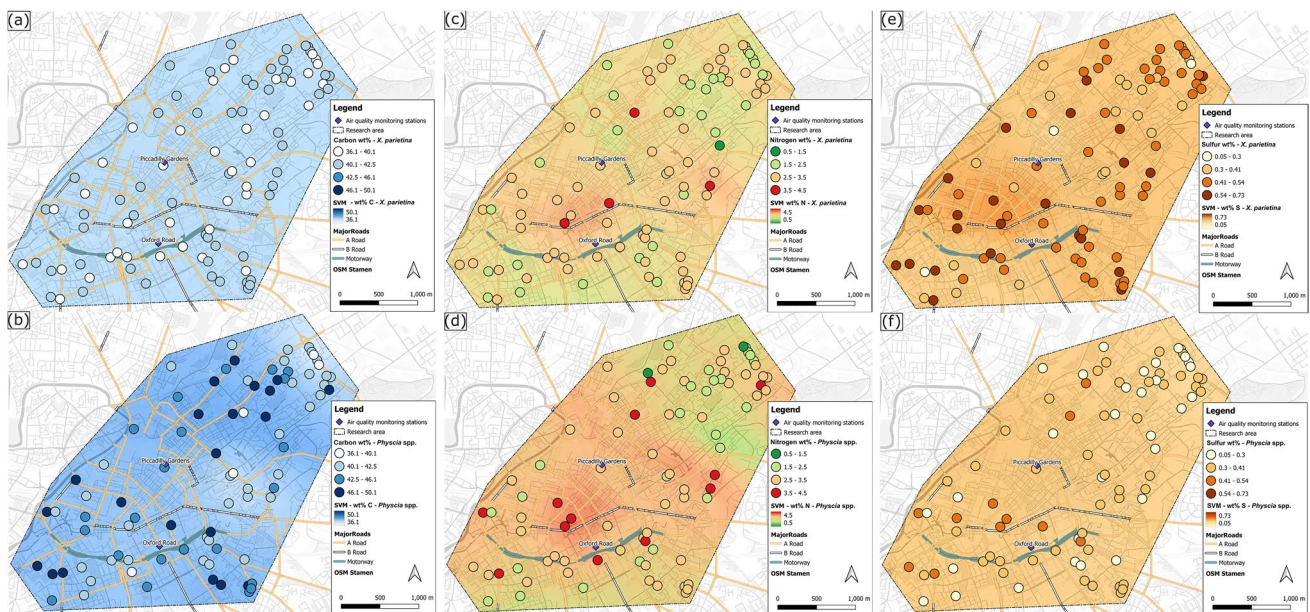 (a)
Piccadilly Gardens
Oxford Road
Legend
Air quality monitoring stations
Research area
Carbon wt% - X. parietina
36.1 - 40.1
40.1 - 42.5
42.5 - 46.1
46.1 - 50.1
SVM - wt% C - X. parietina
50.1
36.1
MajorRoads
A Road
B Road
Motorway
OSM Stamen
0 500 1,000 m
(c)
Piccadilly Gardens
Oxford Road
Legend
Air quality monitoring stations
Research area
Nitrogen wt% - X. parietina
0.5 - 1.5
1.5 - 2.5
2.5 - 3.5
3.5 - 4.5
SVM wt% N - X. parietina
4.5
0.5
MajorRoads
A Road
B Road
Motorway
OSM Stamen
0 500 1,000 m
(e)
Piccadilly Gardens
Oxford Road
Legend
Air quality monitoring stations
Research area
Sulfur wt% - X. parietina
0.05 - 0.3
0.3 - 0.41
0.41 - 0.54
0.54 - 0.73
SVM - wt% S - X. parietina
0.73
0.05
MajorRoads
A Road
B Road
Motorway
OSM Stamen
0 500 1,000 m
(b)
Piccadilly Gardens
Oxford Road
Legend
Air quality monitoring stations
Research area
Carbon wt% - Physcia spp.
36.1 - 40.1
40.1 - 42.5
42.5 - 46.1
46.1 - 50.1
SVM - wt% C - Physcia spp.
50.1
36.1
MajorRoads
A Road
B Road
Motorway
OSM Stamen
0 500 1,000 m
(d)
Piccadilly Gardens
Oxford Road
Legend
Air quality monitoring stations
Research area
Nitrogen wt% - Physcia spp.
0.5 - 1.5
1.5 - 2.5
2.5 - 3.5
3.5 - 4.5
SVM - wt% N - Physcia spp.
4.5
0.5
MajorRoads
A Road
B Road
Motorway
OSM Stamen
0 500 1,000 m
(f)
Piccadilly Gardens
Oxford Road
Legend
Air quality monitoring stations
Research area
Sulfur wt% - Physcia spp.
0.05 - 0.3
0.3 - 0.41
0.41 - 0.54
0.54 - 0.73
SVM - wt% S - Physcia spp.
0.73
0.05
MajorRoads
A Road
B Road
Motorway
OSM Stamen
0 500 1,000 m